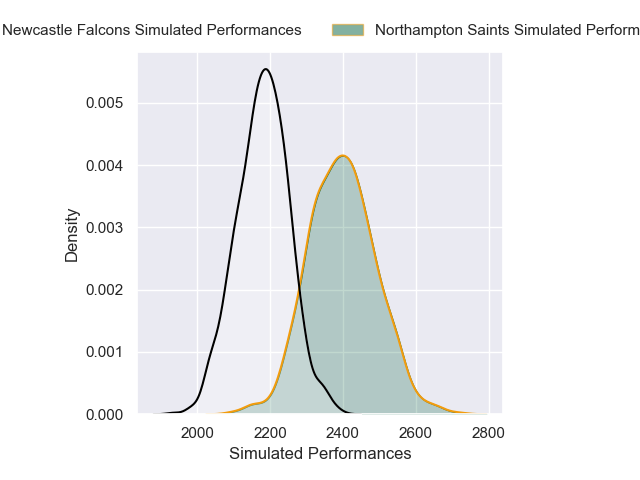 Newcastle Falcons Simulated Performances
Northampton Saints Simulated Perform
0.005
0.004
0.003
0.002
0.001
0.000
Density
2000
2200
2400
2600
2800
Simulated Performances